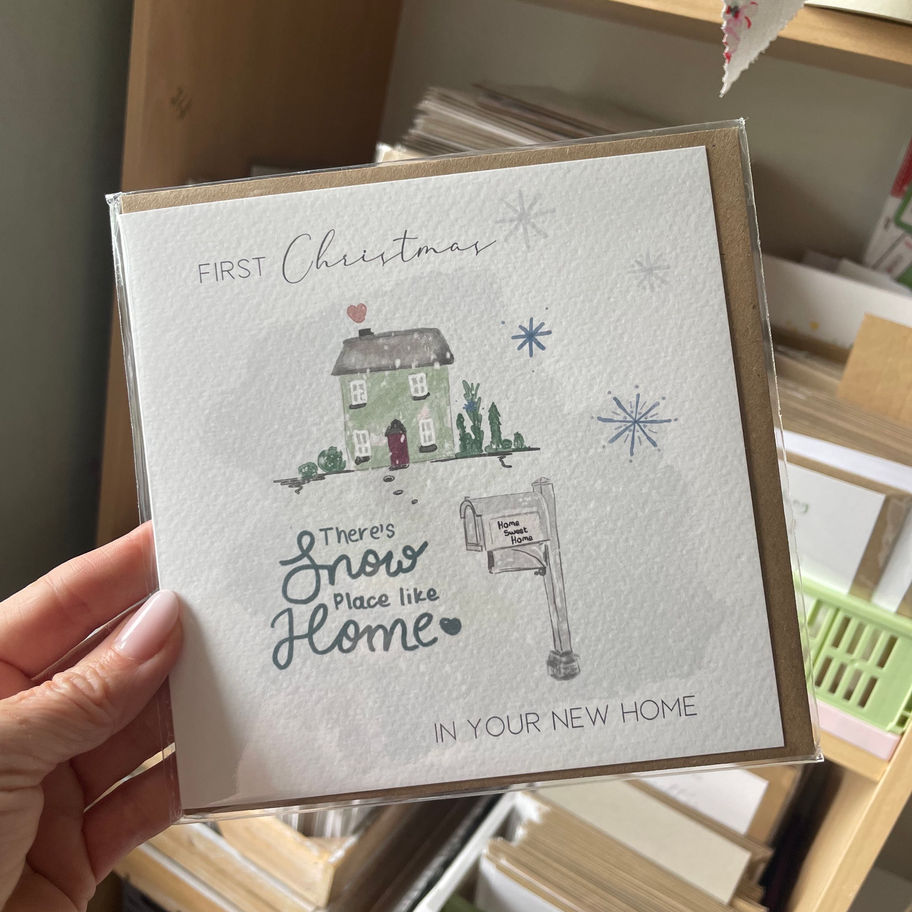 FIRST Christmas
There's
Snow
Place like
Home
Home
Sweet
Home
IN YOUR NEW HOME